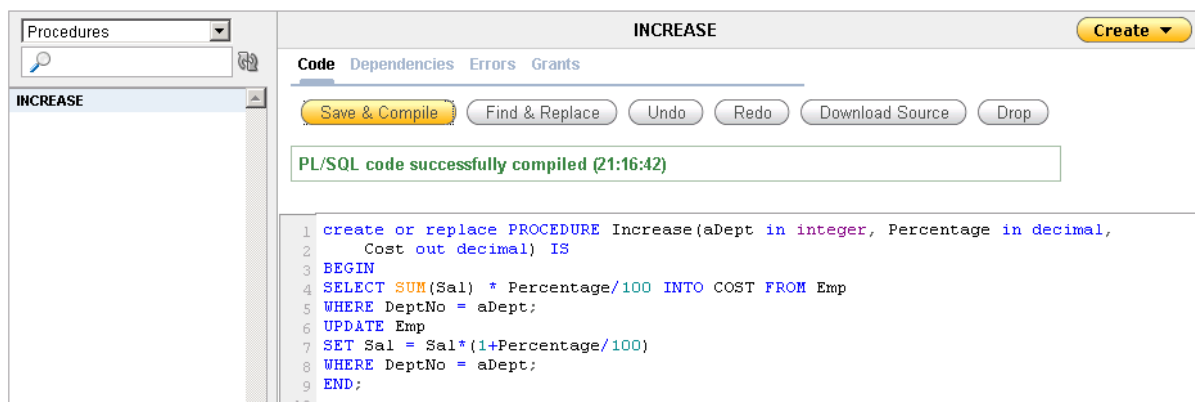 Procedures
INCREASE
INCREASE
Create
Code Dependencies Errors Grants
Save & Compile Find & Replace Undo Redo Download Source Drop
PL/SQL code successfully compiled (21:16:42)
1 create or replace PROCEDURE Increase(aDept in integer, Percentage in decimal,
2 Cost out decimal) IS
3 BEGIN
4 SELECT SUM(Sal) * Percentage/100 INTO COST FROM Emp
5 WHERE DeptNo = aDept;
6 UPDATE Emp
7 SET Sal = Sal*(1+Percentage/100)
8 WHERE DeptNo = aDept;
9 END;